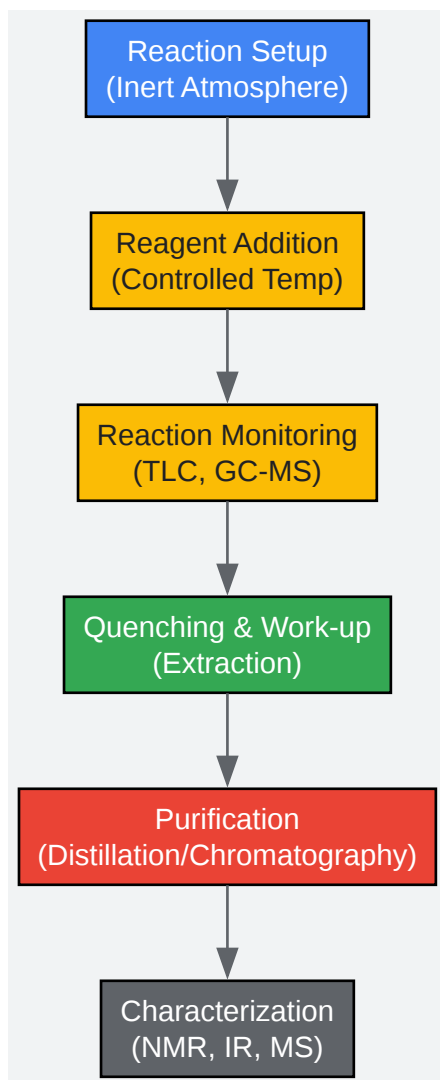 Reaction Setup
(Inert Atmosphere)
Reagent Addition
(Controlled Temp)
Reaction Monitoring
(TLC, GC-MS)
Quenching & Work-up
(Extraction)
Purification
(Distillation/Chromatography)
Characterization
(NMR, IR, MS)